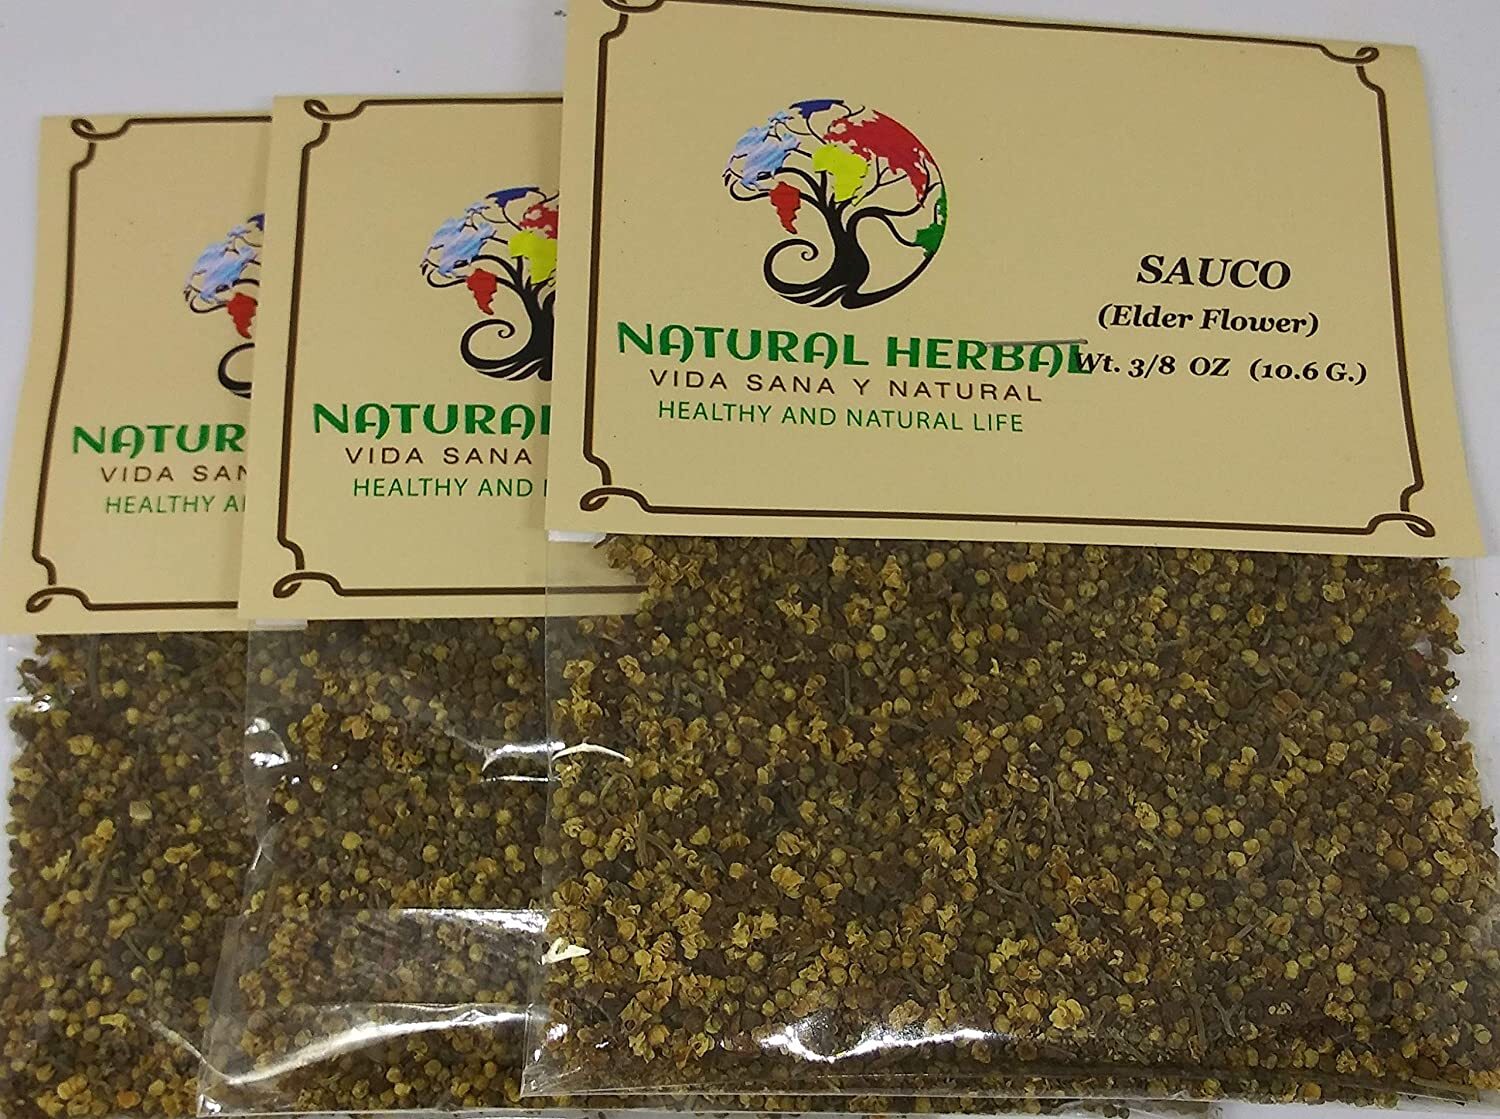 NATUR
VIDA SAN
HEALTHY A
NATURAL
VIDA SANA
HEALTHY AND
NATURAL HERBAL
VIDA SANA Y NATURAL
HEALTHY AND NATURAL LIFE
SAUCO
(Elder Flower)
Wt. 3/8 OZ (10.6 G.)